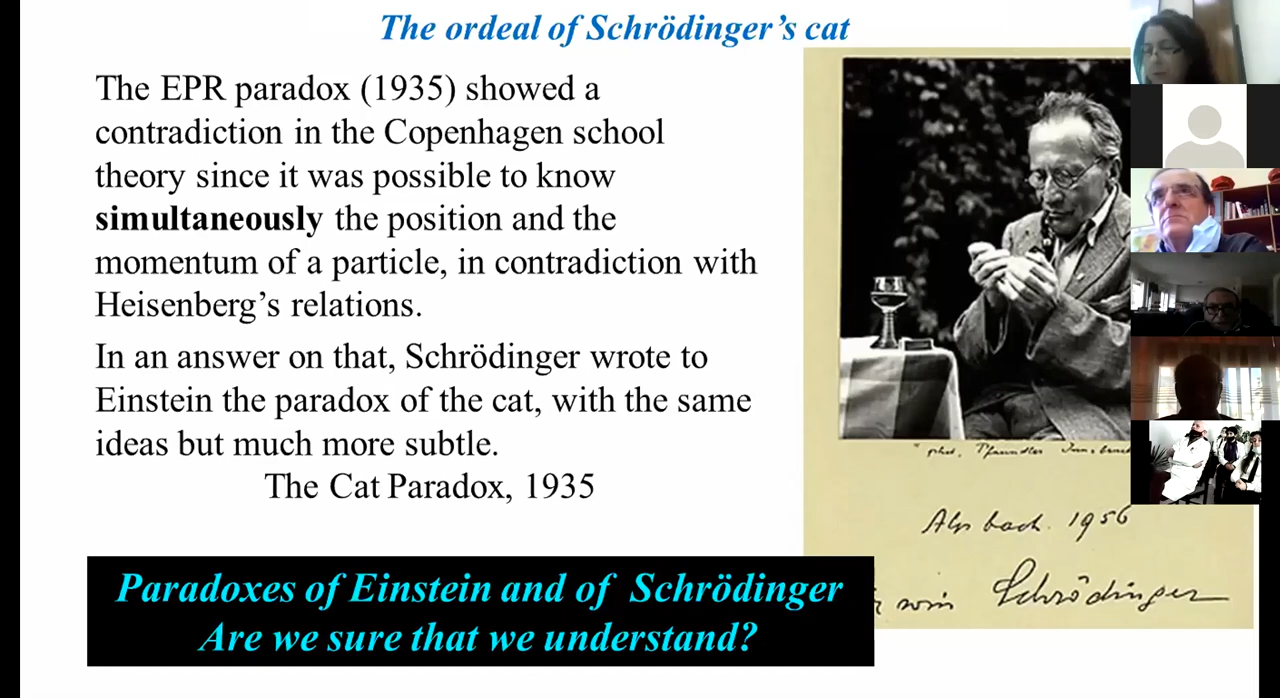 The ordeal of Schrödinger's cat
The EPR paradox (1935) showed a
contradiction in the Copenhagen school
theory since it was possible to know
simultaneously the position and the
momentum of a particle, in contradiction with
Heisenberg's relations.
In an answer on that, Schrödinger wrote to
Einstein the paradox of the cat, with the same
ideas but much more subtle.
The Cat Paradox, 1935
Alpbach. 1956
Schrödinger
Paradoxes of Einstein and of Schrödinger
Are we sure that we understand?